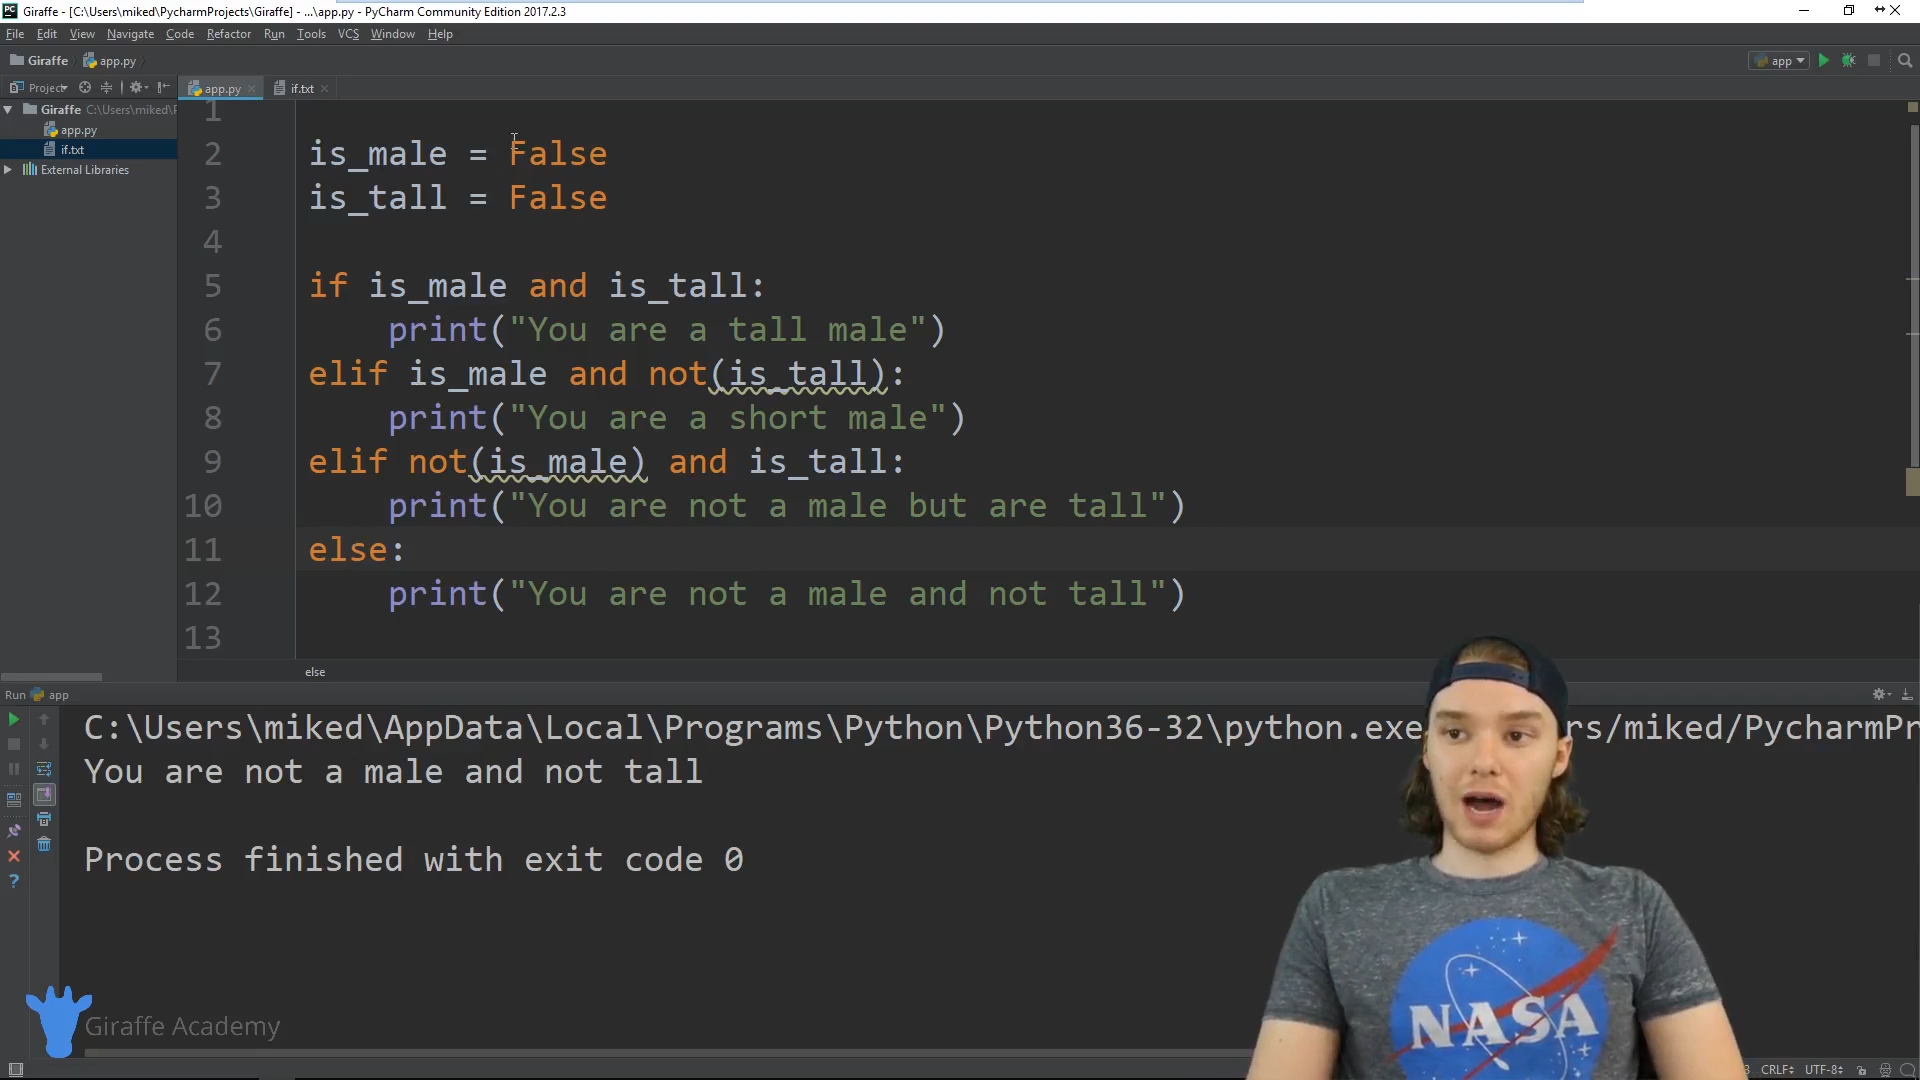 Giraffe - [C:\Users\miked\PycharmProjects\Giraffe] - ...\app.py - PyCharm Community Edition 2017.2.3
File Edit View Navigate Code Refactor Run Tools VCS Window Help
Giraffe app.py
app
Project
app.py
if.txt
Giraffe C:\Users\miked\
app.py
if.txt
External Libraries
1
2 is_male = False
3 is_tall = False
4
5 if is_male and is_tall:
6 print("You are a tall male")
7 elif is_male and not(is_tall):
8 print("You are a short male")
9 elif not(is_male) and is_tall:
10 print("You are not a male but are tall")
11 else:
12 print("You are not a male and not tall")
13
else
Run app
C:\Users\miked\AppData\Local\Programs\Python\Python36-32\python.exe rs/miked/PycharmPr
You are not a male and not tall
Process finished with exit code 0
NASA
Giraffe Academy
CRLF UTF-8